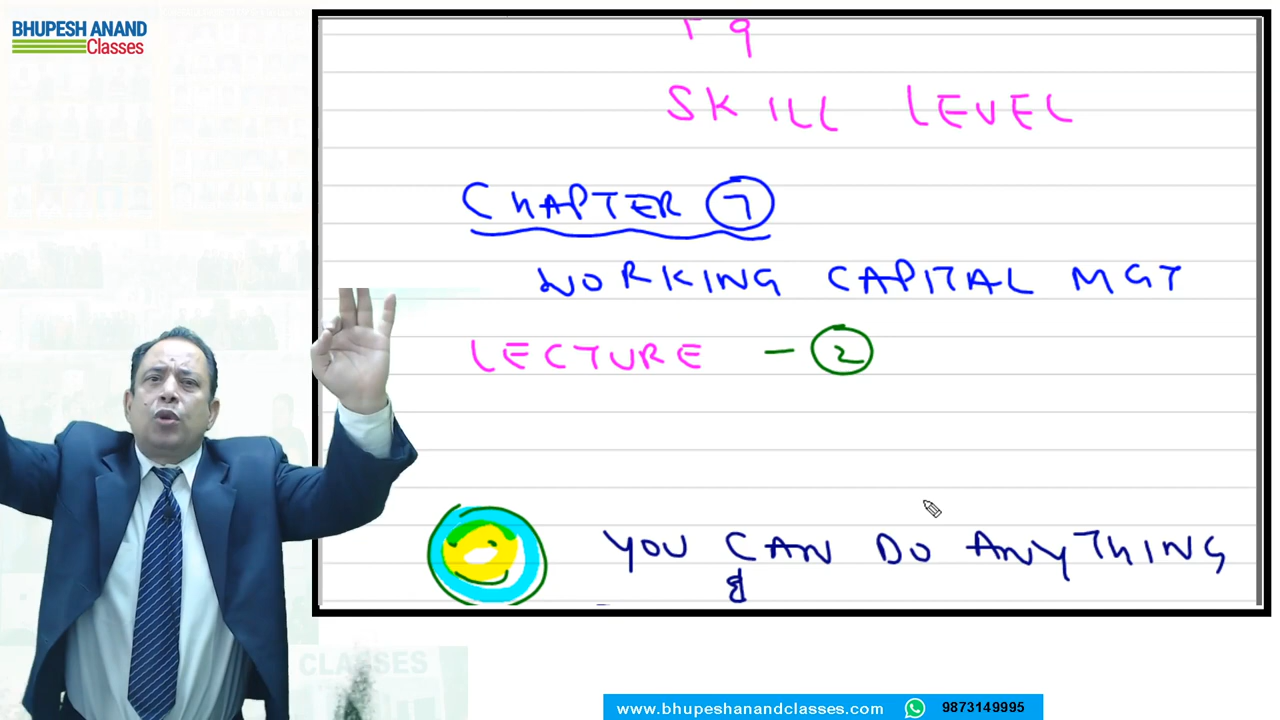 BHUPESH ANAND
Classes
SKILL LEVEL
CHAPTER 7
WORKING CAPITAL MGT
LECTURE - 2
YOU CAN DO ANYTHING
&
CLASSES
www.bhupeshanandclasses.com 9873149995